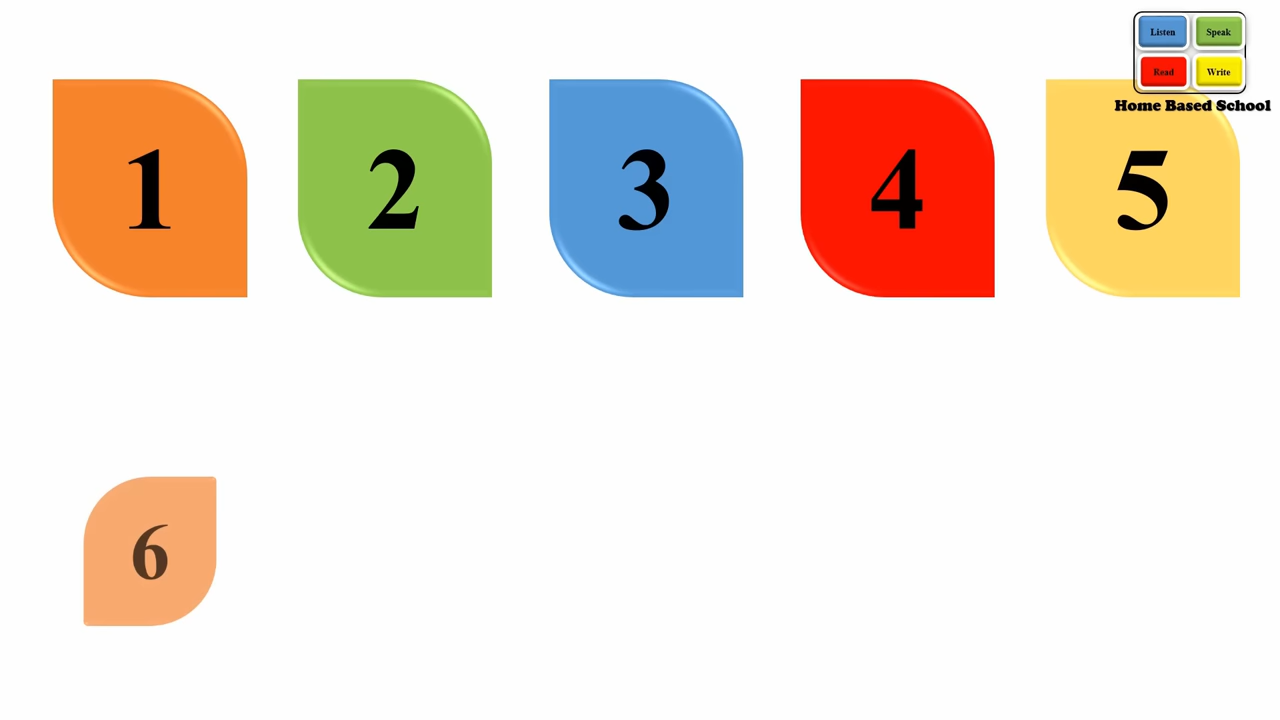 Listen Speak
Read Write
Home Based School
1 2 3 4 5
6